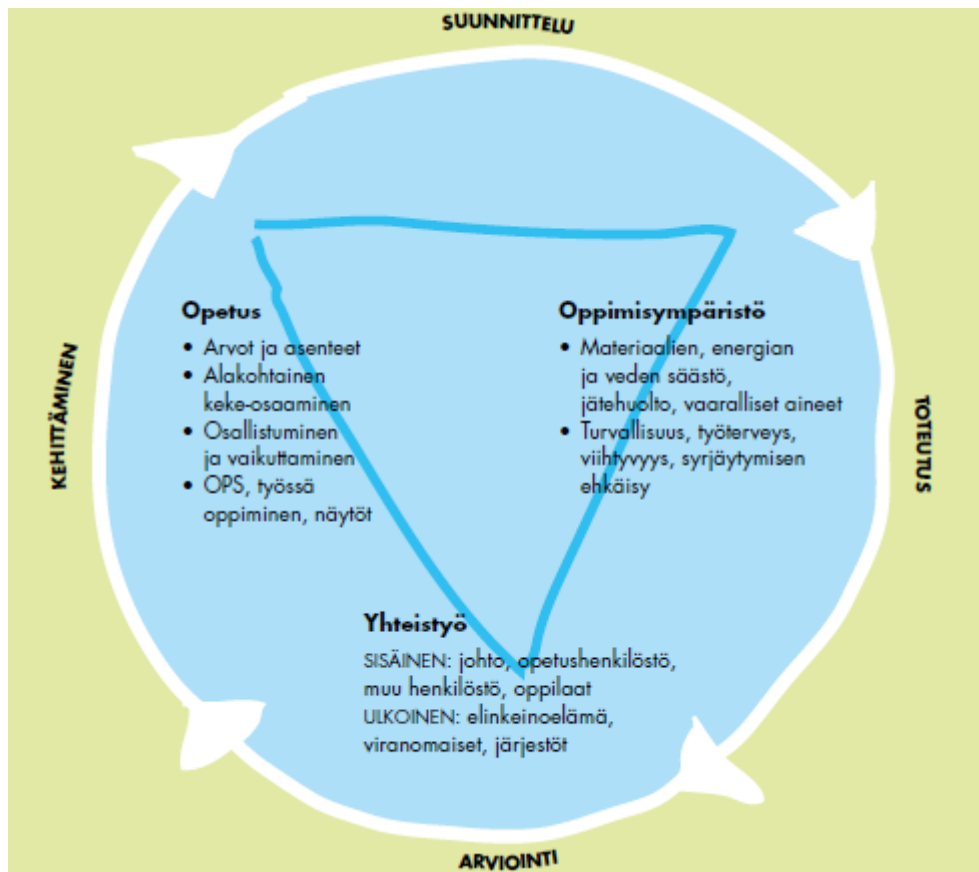 SUUNNITTELU
KEHITTÄMINEN
TOTEUTUS
Opetus
• Arvot ja asenteet
• Alakohtainen
keke-osaaminen
• Osallistuminen
ja vaikuttaminen
• OPS, työssä
oppiminen, näytöt
Oppimisympäristö
• Materiaalien, energian
ja veden säästö,
jätehuolto, vaaralliset aineet
• Turvallisuus, työterveys,
viihtyvyys, syrjäytymisen
ehkäisy
Yhteistyö
SISÄINEN: johto, opetushenkilöstö,
muu henkilöstö, oppilaat
ULKOINEN: elinkeinoelämä,
viranomaiset, järjestöt
ARVIOINTI